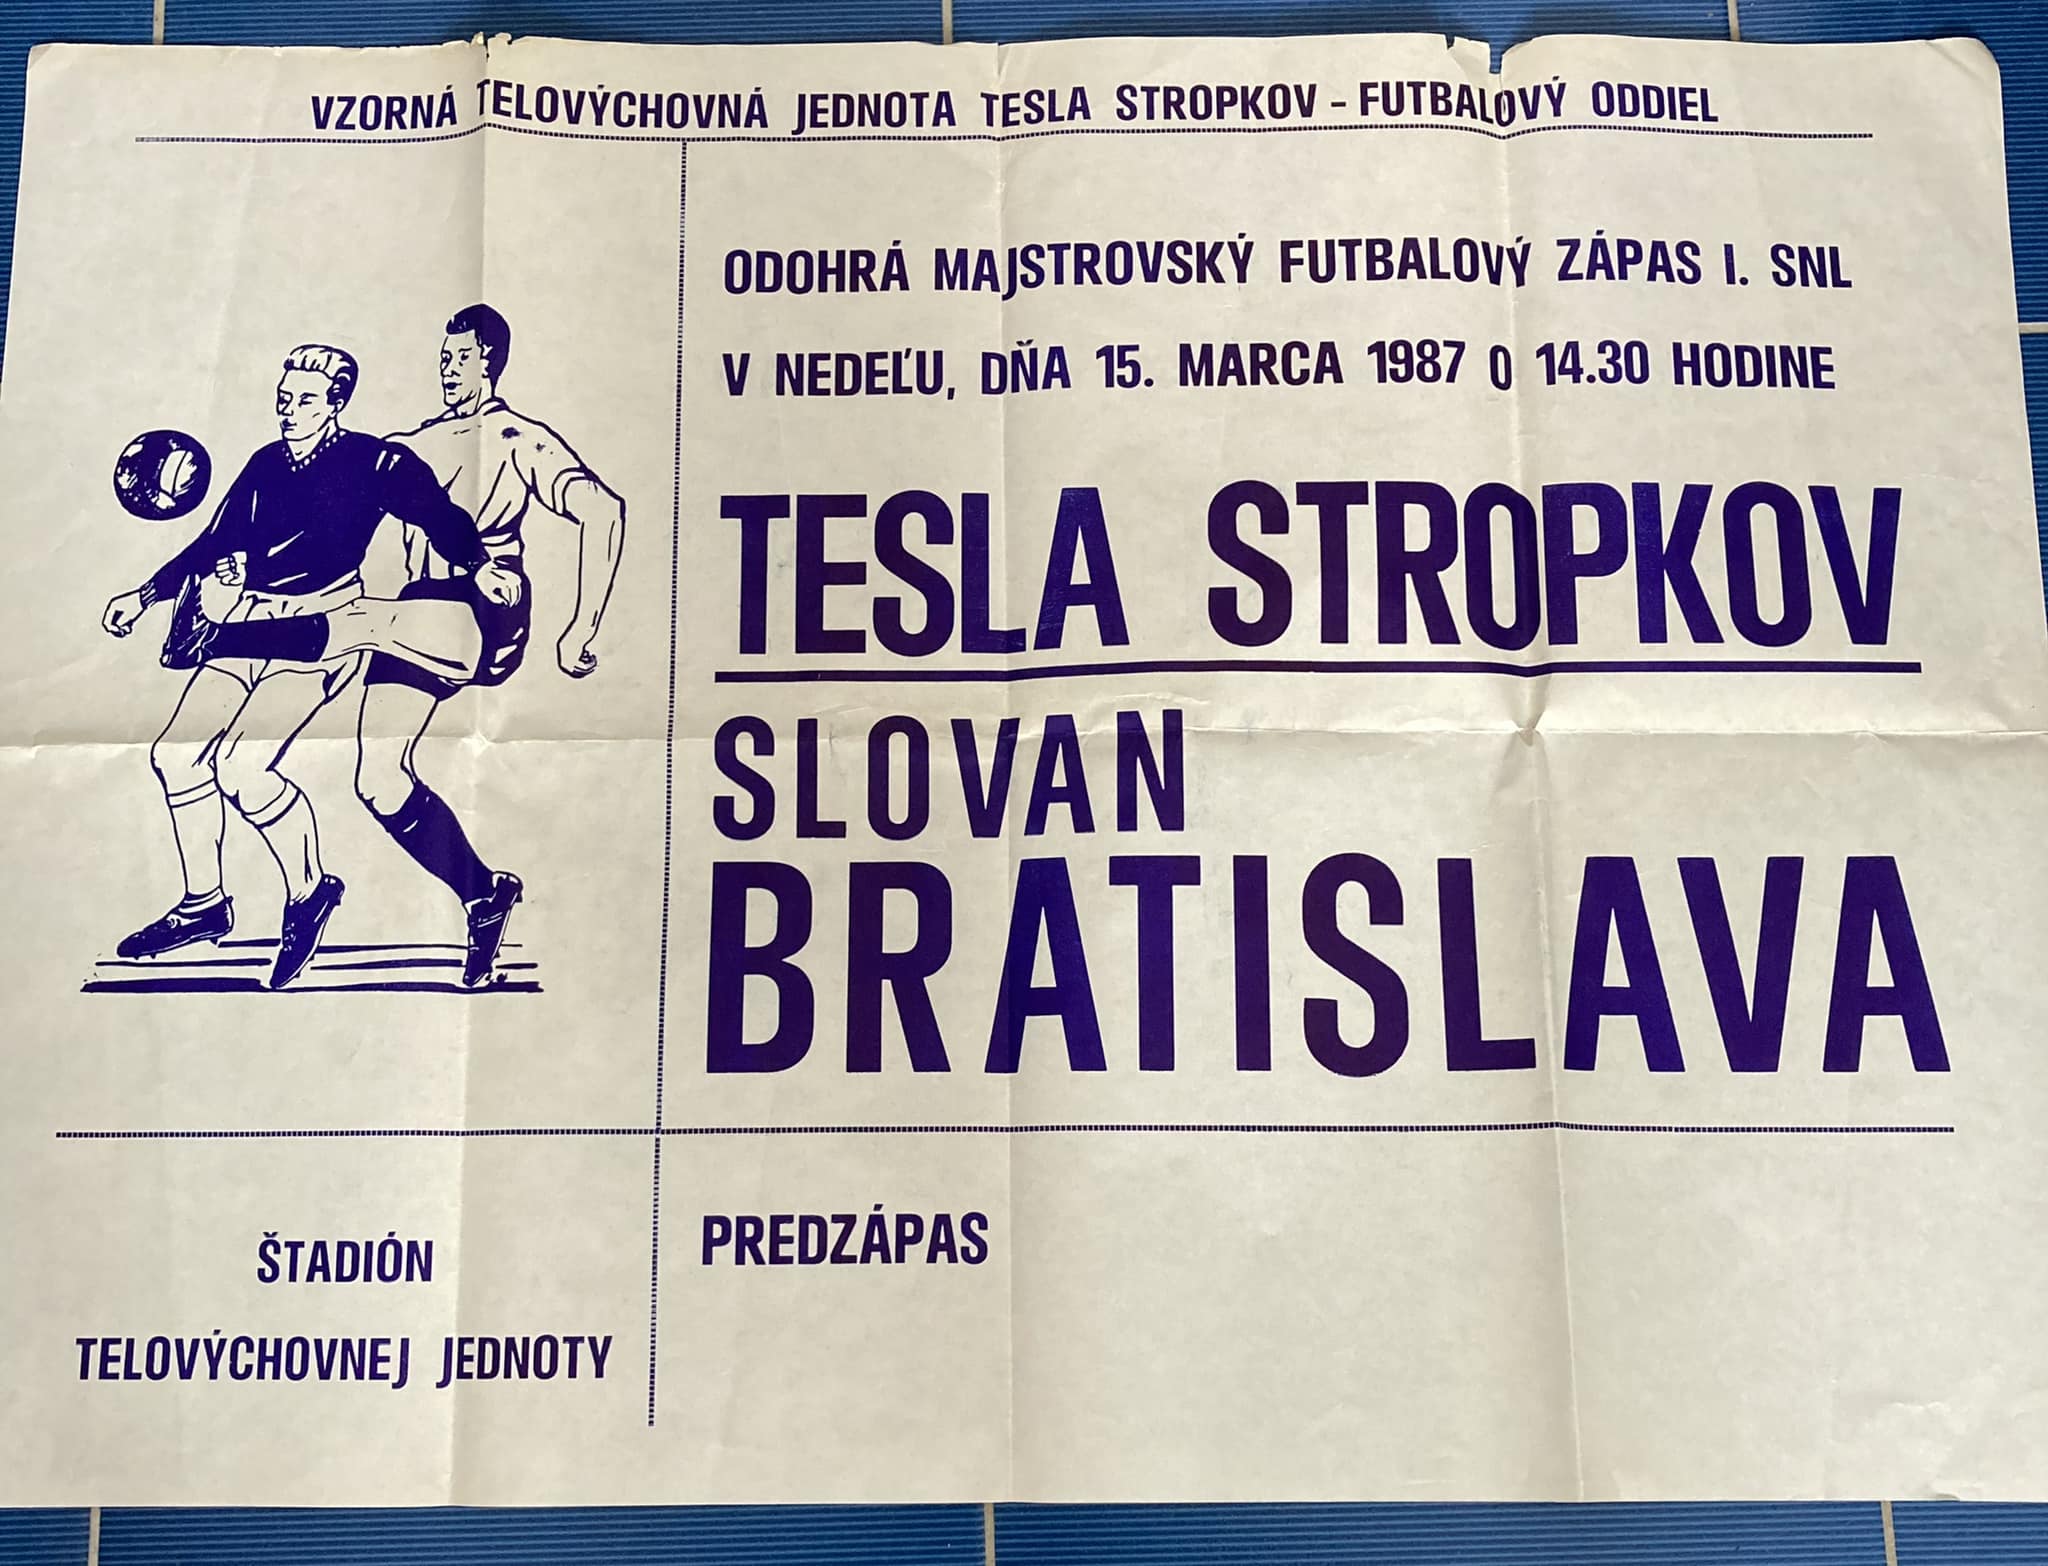 VZORNÁ TELOVÝCHOVNÁ JEDNOTA TESLA STROPKOV - FUTBALOVÝ ODDIEL
ODOHRÁ MAJSTROVSKÝ FUTBALOVÝ ZÁPAS I. SNL
V NEDEĽU, DŇA 15. MARCA 1987 O 14.30 HODINE
TESLA STROPKOV
SLOVAN
BRATISLAVA
ŠTADIÓN
TELOVÝCHOVNEJ JEDNOTY
PREDZÁPAS